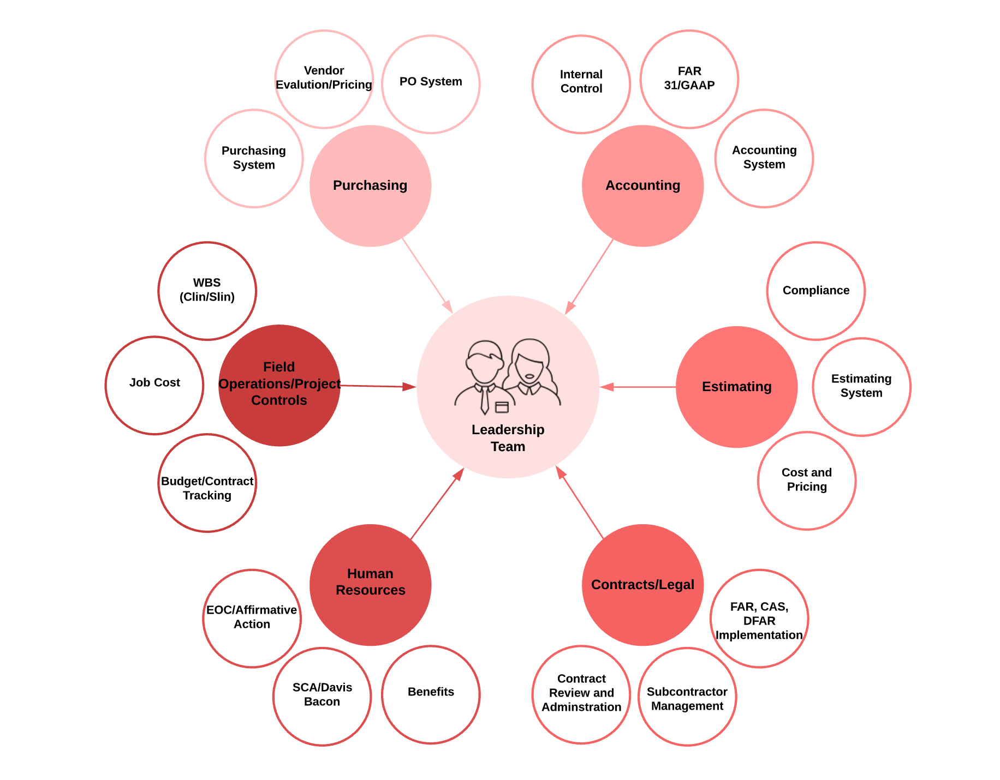 Vendor
Evalution/Pricing
PO System
Purchasing
System
Purchasing
Internal
Control
FAR
31/GAAP
Accounting
System
Accounting
WBS
(Clin/Slin)
Job Cost
Budget/Contract
Tracking
Field
Operations/Project
Controls
Leadership
Team
Compliance
Estimating
System
Cost and
Pricing
Estimating
Human
Resources
EOC/Affirmative
Action
SCA/Davis
Bacon
Benefits
Contracts/Legal
FAR, CAS,
DFAR
Implementation
Contract
Review and
Adminstration
Subcontractor
Management